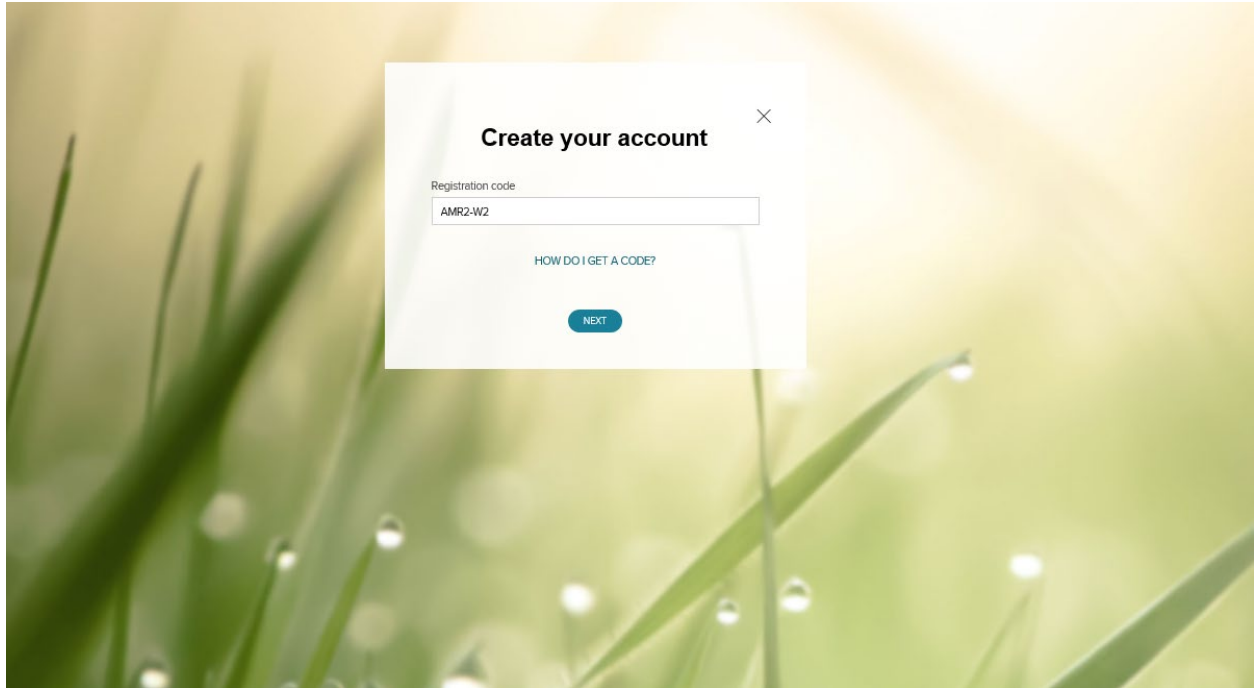 Create your account
Registration code
AMR2-W2
HOW DO I GET A CODE?
NEXT